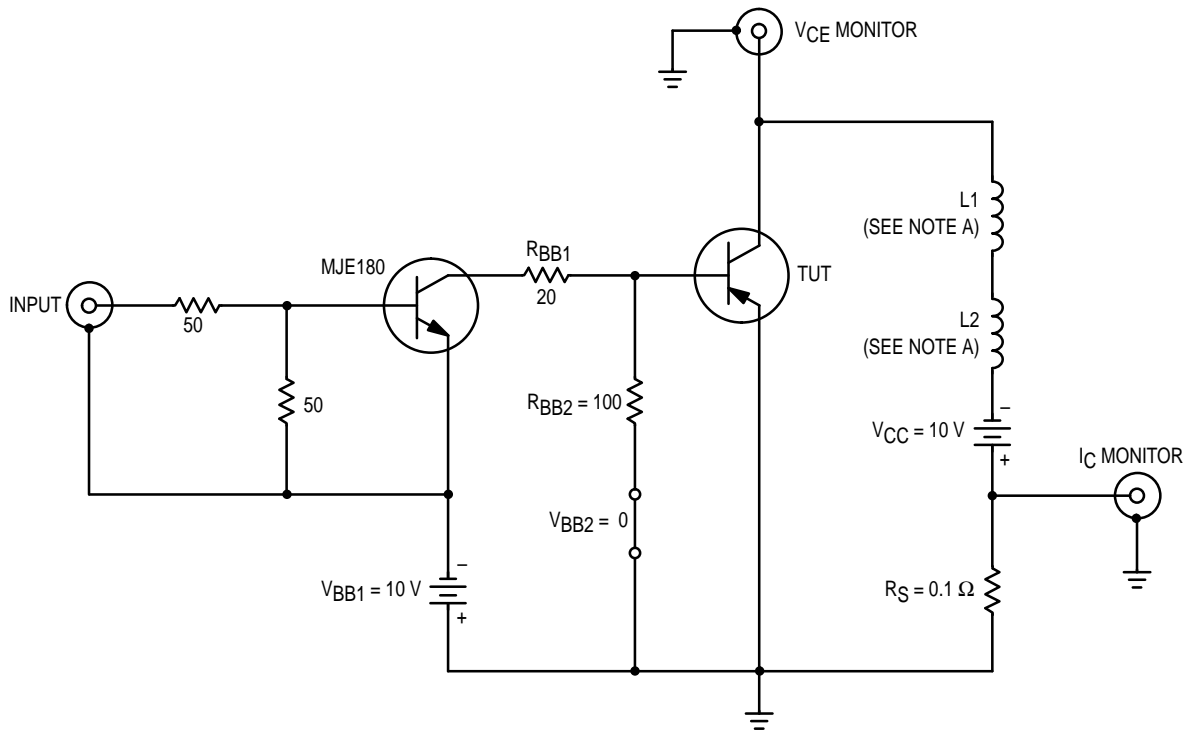 VCE MONITOR
L1
(SEE NOTE A)
MJE180
RBB1
20
TUT
INPUT
50
L2
(SEE NOTE A)
50
RBB2 = 100
VCC = 10 V
–
+
IC MONITOR
VBB2 = 0
VBB1 = 10 V
–
+
RS = 0.1 Ω